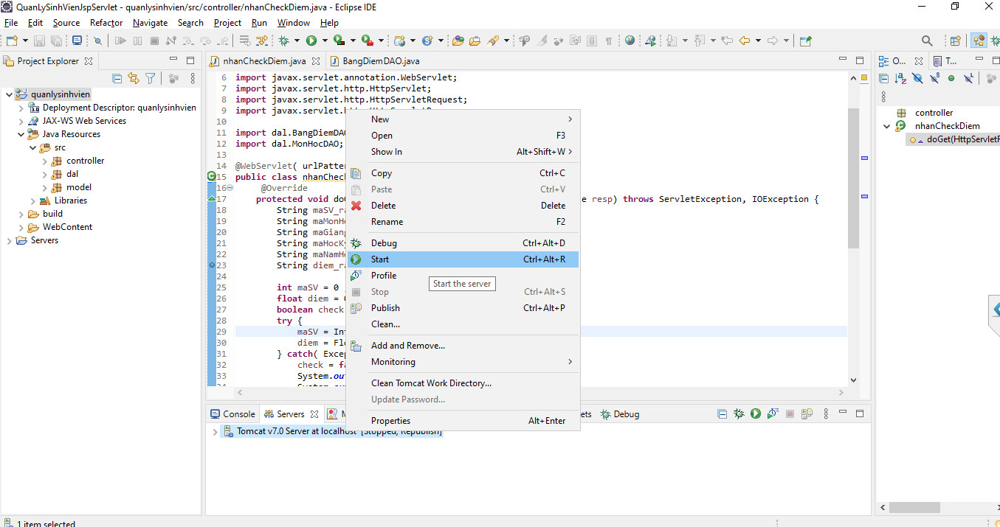 QuanLySinhVienJspServlet - quanlysinhvien/src/controller/nhanCheckDiem.java - Eclipse IDE
File Edit Source Refactor Navigate Search Project Run Window Help
Project Explorer
quanlysinhvien
Deployment Descriptor: quanlysinhvien
JAX-WS Web Services
Java Resources
src
controller
dal
model
Libraries
build
WebContent
Servers
nhanCheckDiem.java
BangDiemDAO.java
6 import javax.servlet.annotation.WebServlet;
7 import javax.servlet.http.HttpServlet;
8 import javax.servlet.http.HttpServletRequest;
9 import javax.servlet.
10
11 import dal.BangDiemDAO
12 import dal.MonHocDAO;
13
14 @WebServlet( urlPatter
15 public class nhanChec
16 @Override
17 protected void do resp) throws ServletException, IOException {
18 String maSV_ra
19 String maMonHo
20 String maGiang
21 String maHocKy
22 String maNamHo
23 String diem_ra
24
25 int maSV = 0
26 float diem =
27 boolean check
28 try {
29 maSV = Int
30 diem = Flo
31 } catch( Excep
32 check = fa
33 System.out
New
Open F3
Show In Alt+Shift+W
Copy Ctrl+C
Paste Ctrl+V
Delete Delete
Rename F2
Debug Ctrl+Alt+D
Start Ctrl+Alt+R
Profile
Start the server
Stop Ctrl+Alt+S
Publish Ctrl+Alt+P
Clean...
Add and Remove...
Monitoring
Clean Tomcat Work Directory...
Update Password...
Properties Alt+Enter
O...
T...
controller
nhanCheckDiem
doGet(HttpServletR
Console
Servers
M
ets
Debug
Tomcat v7.0 Server at localhost [Stopped, Republish]
1 item selected